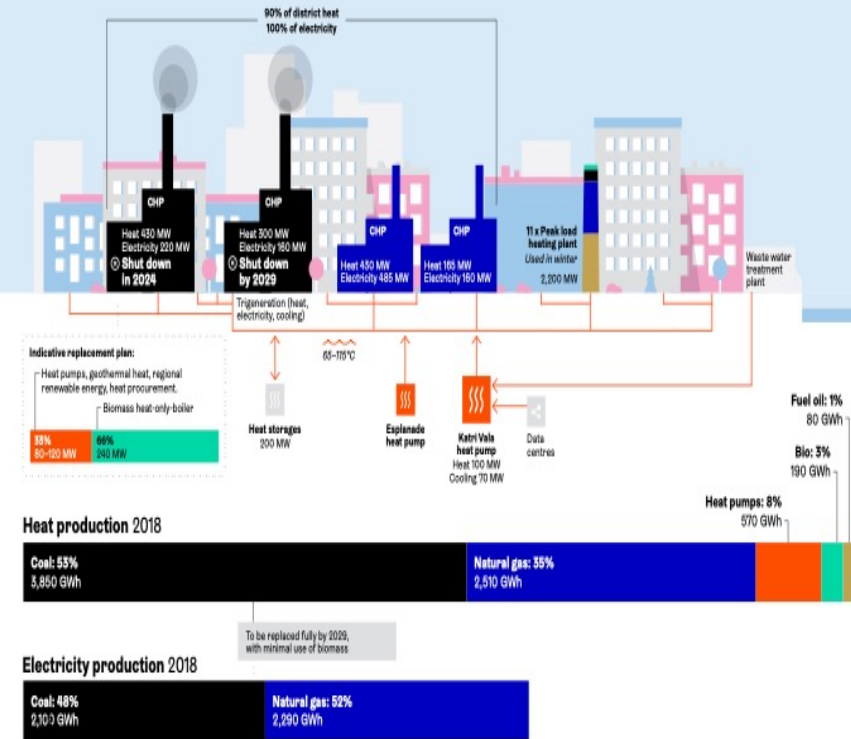 90% of district heat
100% of electricity
CHP
Heat 430 MW
Electricity 220 MW
Shut down
in 2024
CHP
Heat 300 MW
Electricity 160 MW
Shut down
by 2029
CHP
Heat 430 MW
Electricity 485 MW
CHP
Heat 165 MW
Electricity 160 MW
11 x Peak load
heating plant
Used in winter
2,200 MW
Waste water
treatment
plant
Trigeneration (heat,
electricity, cooling)
65–115°C
Indicative replacement plan:
Heat pumps, geothermal heat, regional
renewable energy, heat procurement.
Biomass heat-only-boiler
33%
80–120 MW
66%
240 MW
Heat storages
200 MW
Esplanade
heat pump
Katri Vala
heat pump
Heat 100 MW
Cooling 70 MW
Data
centres
Fuel oil: 1%
80 GWh
Bio: 3%
190 GWh
Heat pumps: 8%
570 GWh
Heat production 2018
Coal: 53%
3,850 GWh
Natural gas: 35%
2,510 GWh
To be replaced fully by 2029,
with minimal use of biomass
Electricity production 2018
Coal: 48%
2,100 GWh
Natural gas: 52%
2,290 GWh